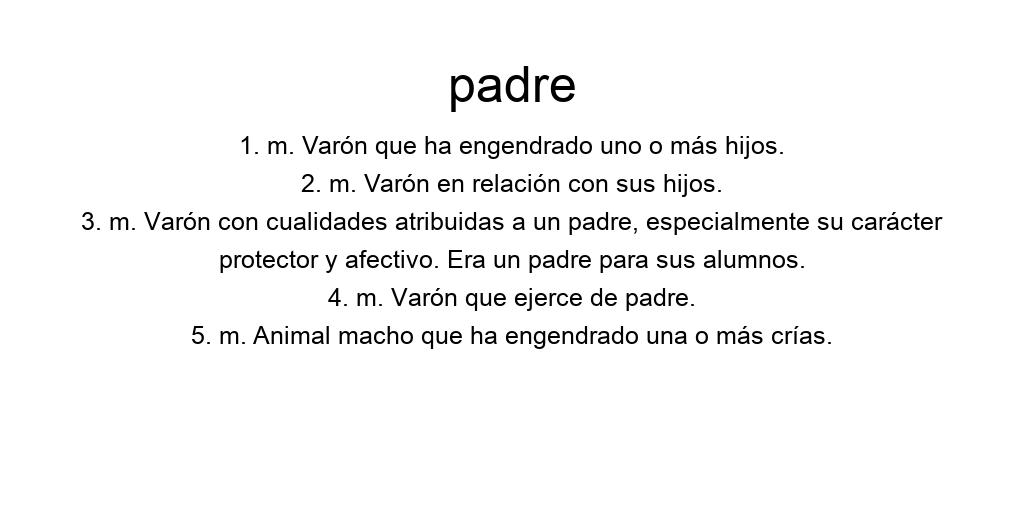 padre
1. m. Varón que ha engendrado uno o más hijos.
2. m. Varón en relación con sus hijos.
3. m. Varón con cualidades atribuidas a un padre, especialmente su carácter
protector y afectivo. Era un padre para sus alumnos.
4. m. Varón que ejerce de padre.
5. m. Animal macho que ha engendrado una o más crías.